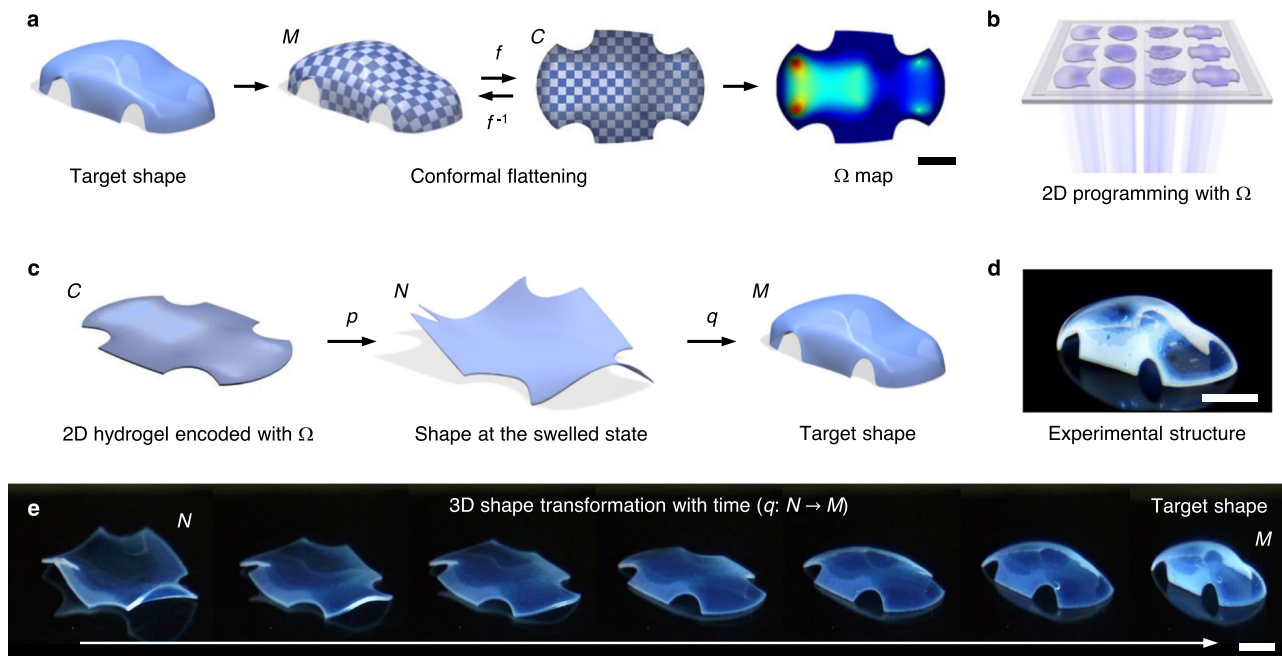 a
M
f
f⁻¹
C
Target shape
Conformal flattening
Ω map
b
2D programming with Ω
c
C
p
N
q
M
2D hydrogel encoded with Ω
Shape at the swelled state
Target shape
d
Experimental structure
e
N
3D shape transformation with time (q: N → M)
Target shape
M